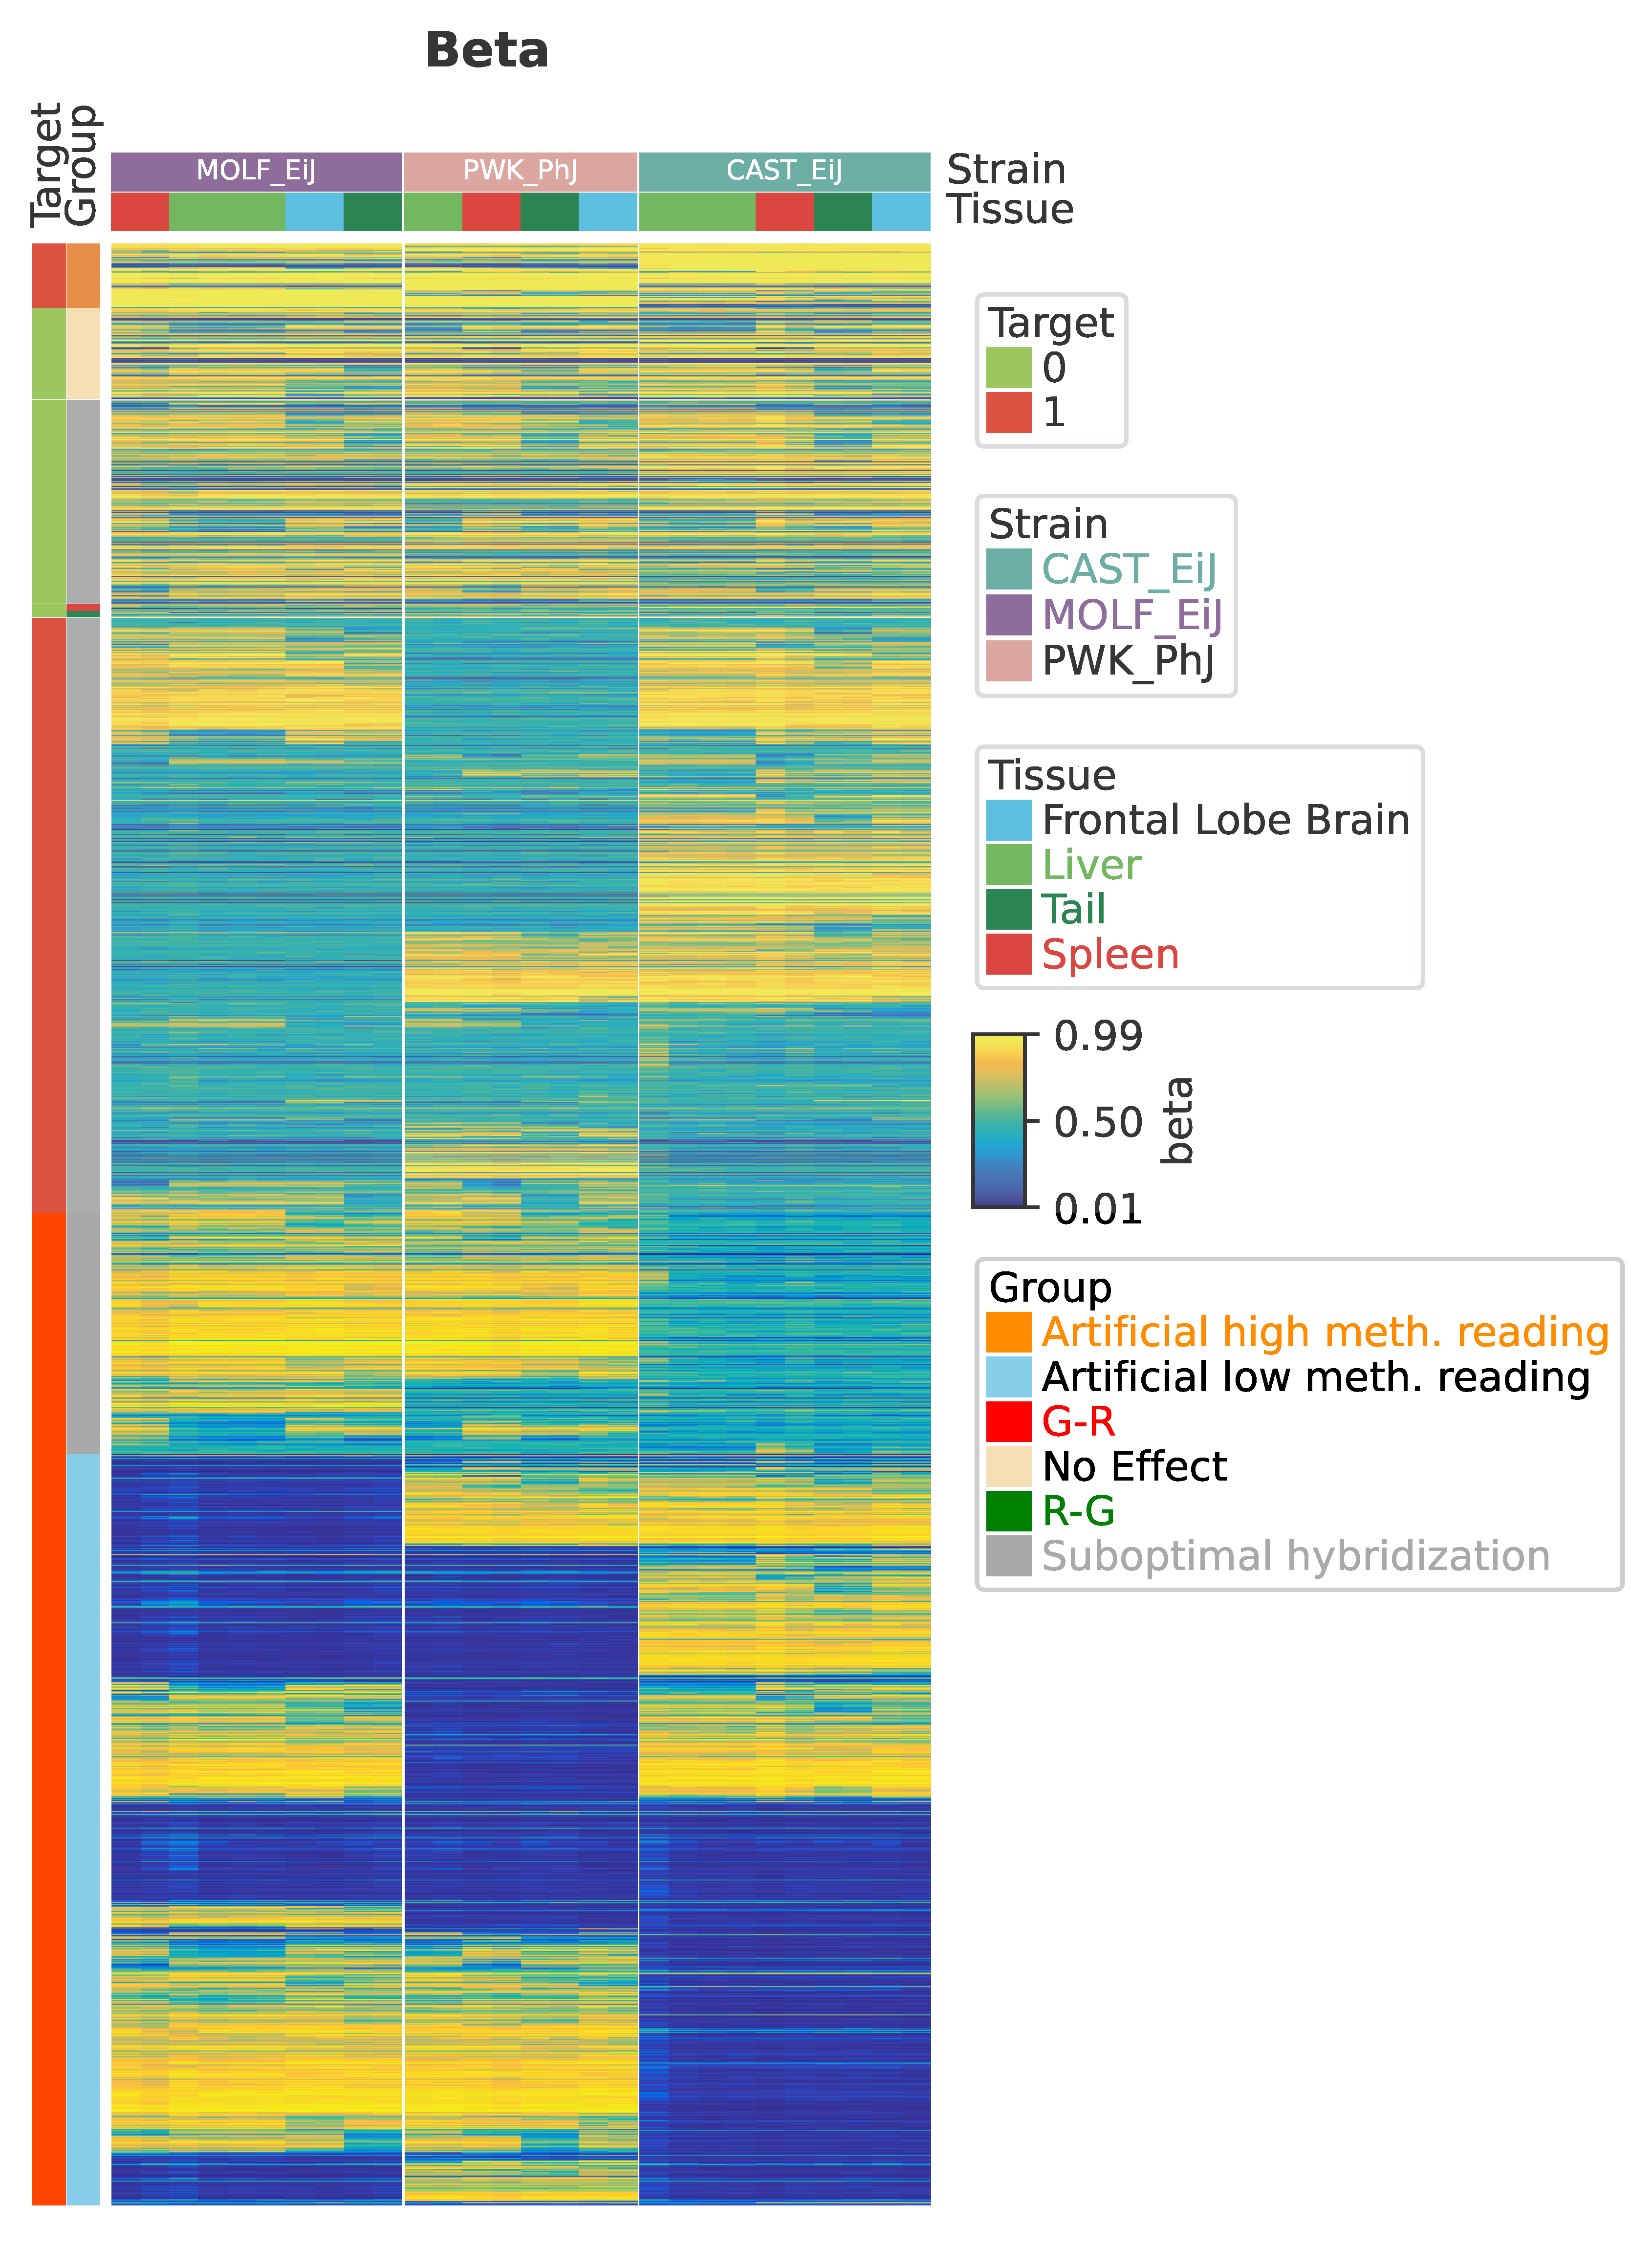 Beta
Target
Group
MOLF_EiJ
PWK_PhJ
CAST_EiJ
Strain
Tissue
Target
0
1
Strain
CAST_EiJ
MOLF_EiJ
PWK_PhJ
Tissue
Frontal Lobe Brain
Liver
Tail
Spleen
0.99
0.50
0.01
beta
Group
Artificial high meth. reading
Artificial low meth. reading
G-R
No Effect
R-G
Suboptimal hybridization